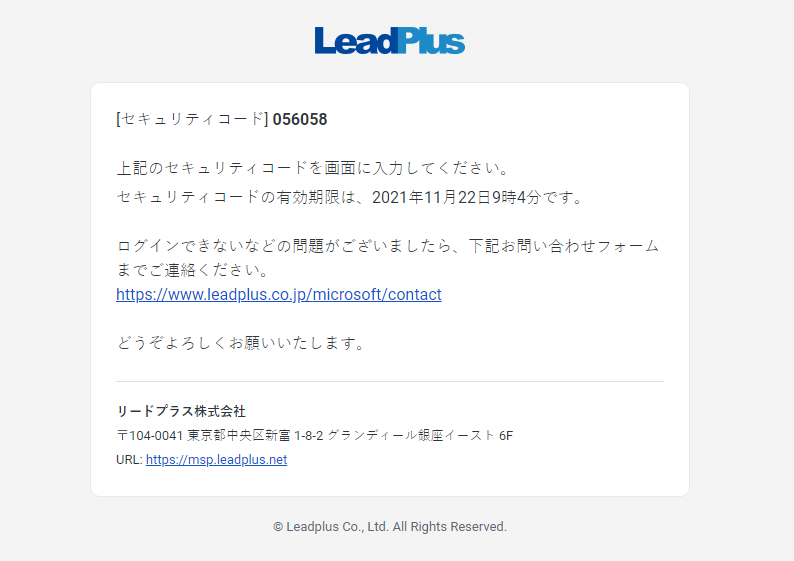 LeadPlus
[セキュリティコード] 056058
上記のセキュリティコードを画面に入力してください。
セキュリティコードの有効期限は、2021年11月22日9時4分です。
ログインできないなどの問題がございましたら、下記お問い合わせフォーム
までご連絡ください。
https://www.leadplus.co.jp/microsoft/contact
どうぞよろしくお願いいたします。
リードプラス株式会社
〒104-0041 東京都中央区新富 1-8-2 グランディール銀座イースト 6F
URL: https://msp.leadplus.net
© Leadplus Co., Ltd. All Rights Reserved.